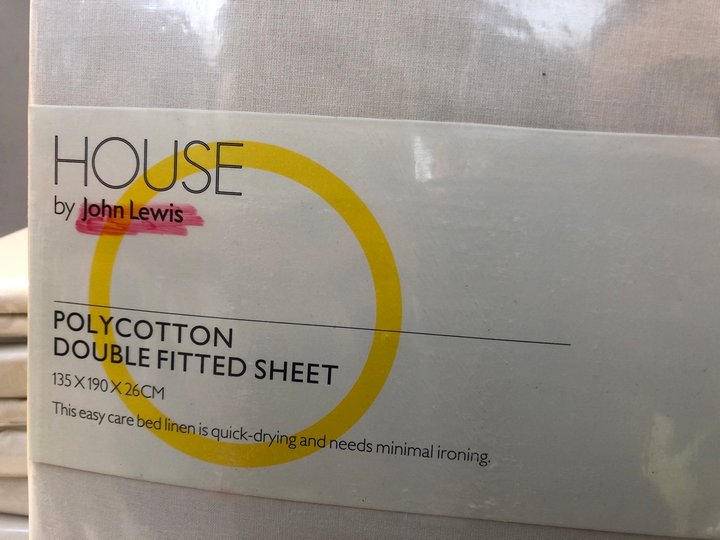 HOUSE
by John Lewis
POLYCOTTON
DOUBLE FITTED SHEET
135 X 190 X 26CM
This easy care bed linen is quick-drying and needs minimal ironing.